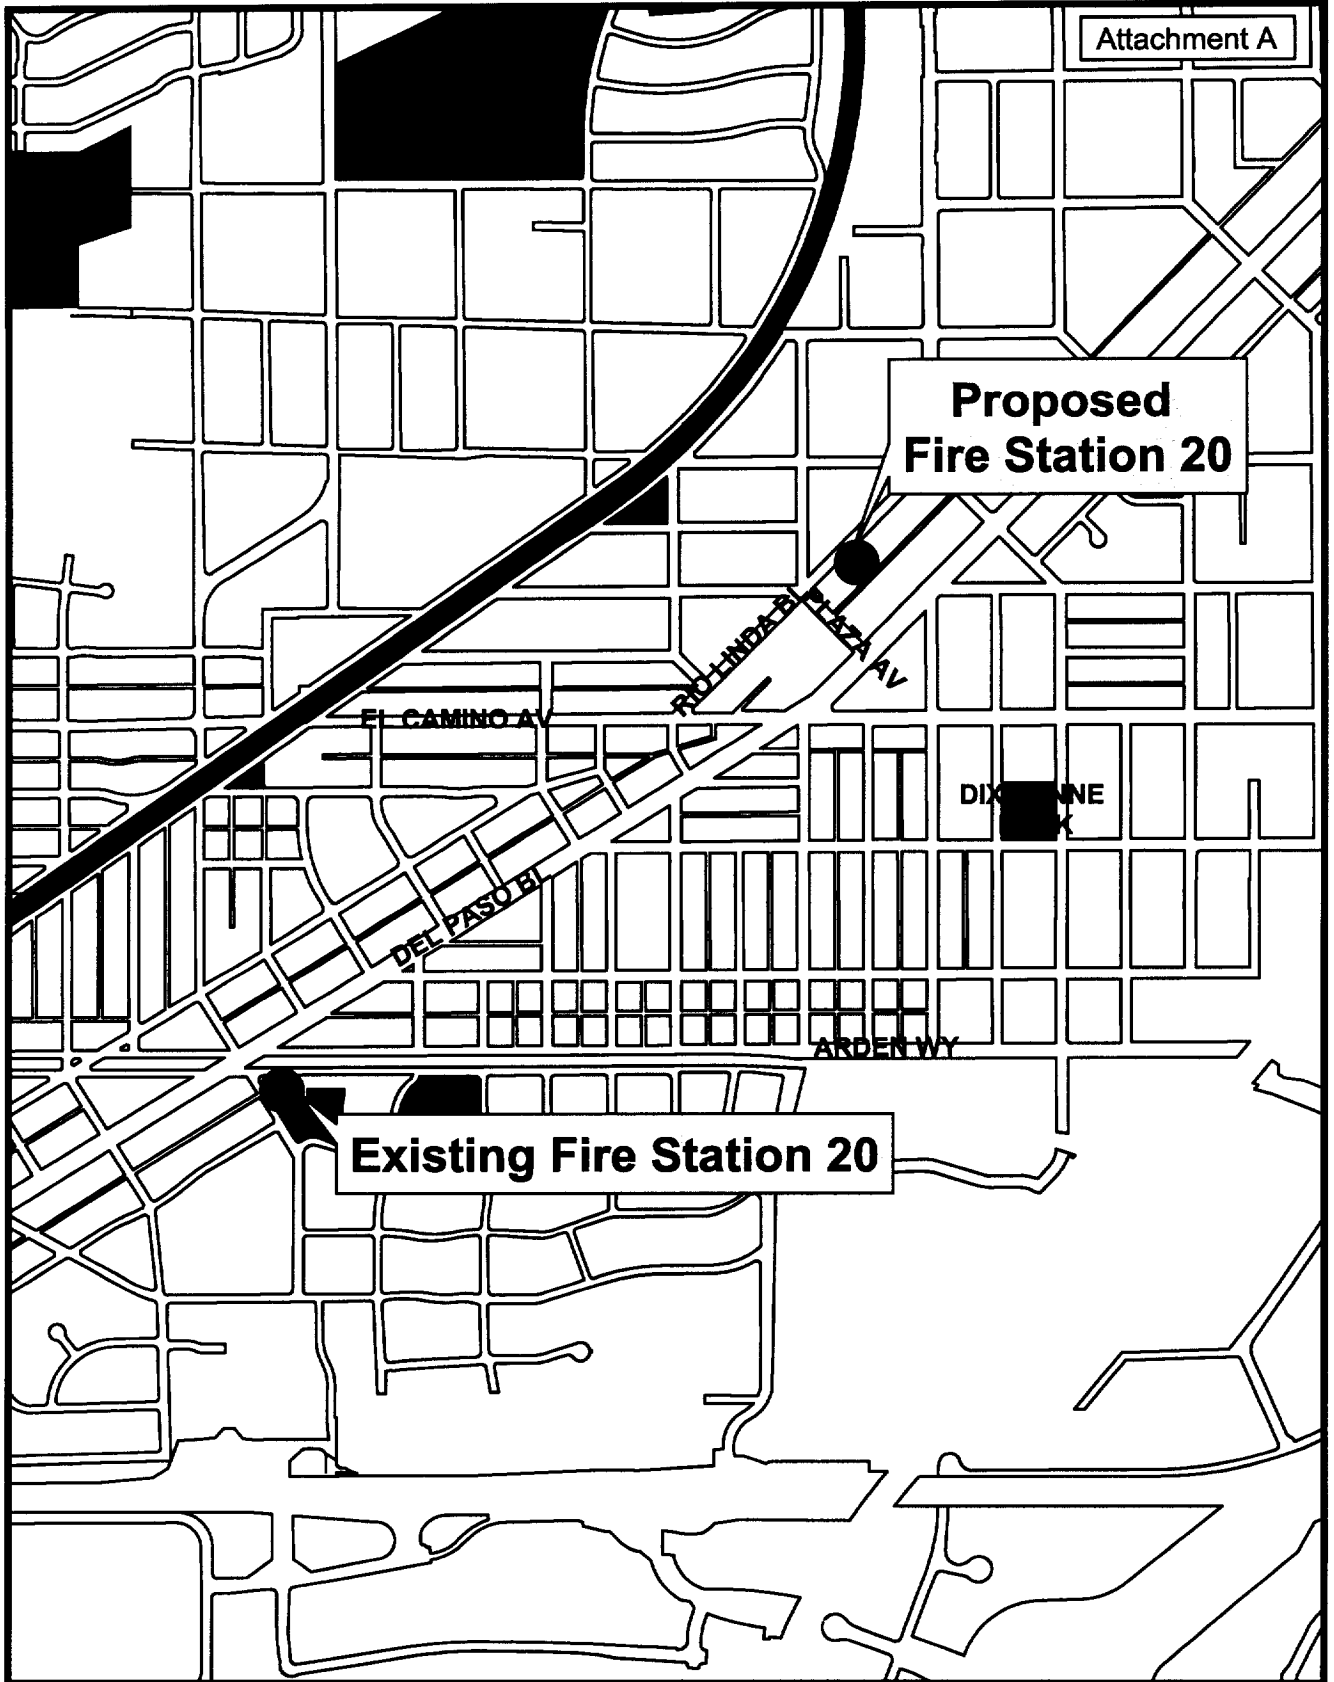 Attachment A
Proposed
Fire Station 20
RIO LINDA BL
PLAZA AV
EL CAMINO AV
DEL PASO BL
ARDEN WY
Existing Fire Station 20